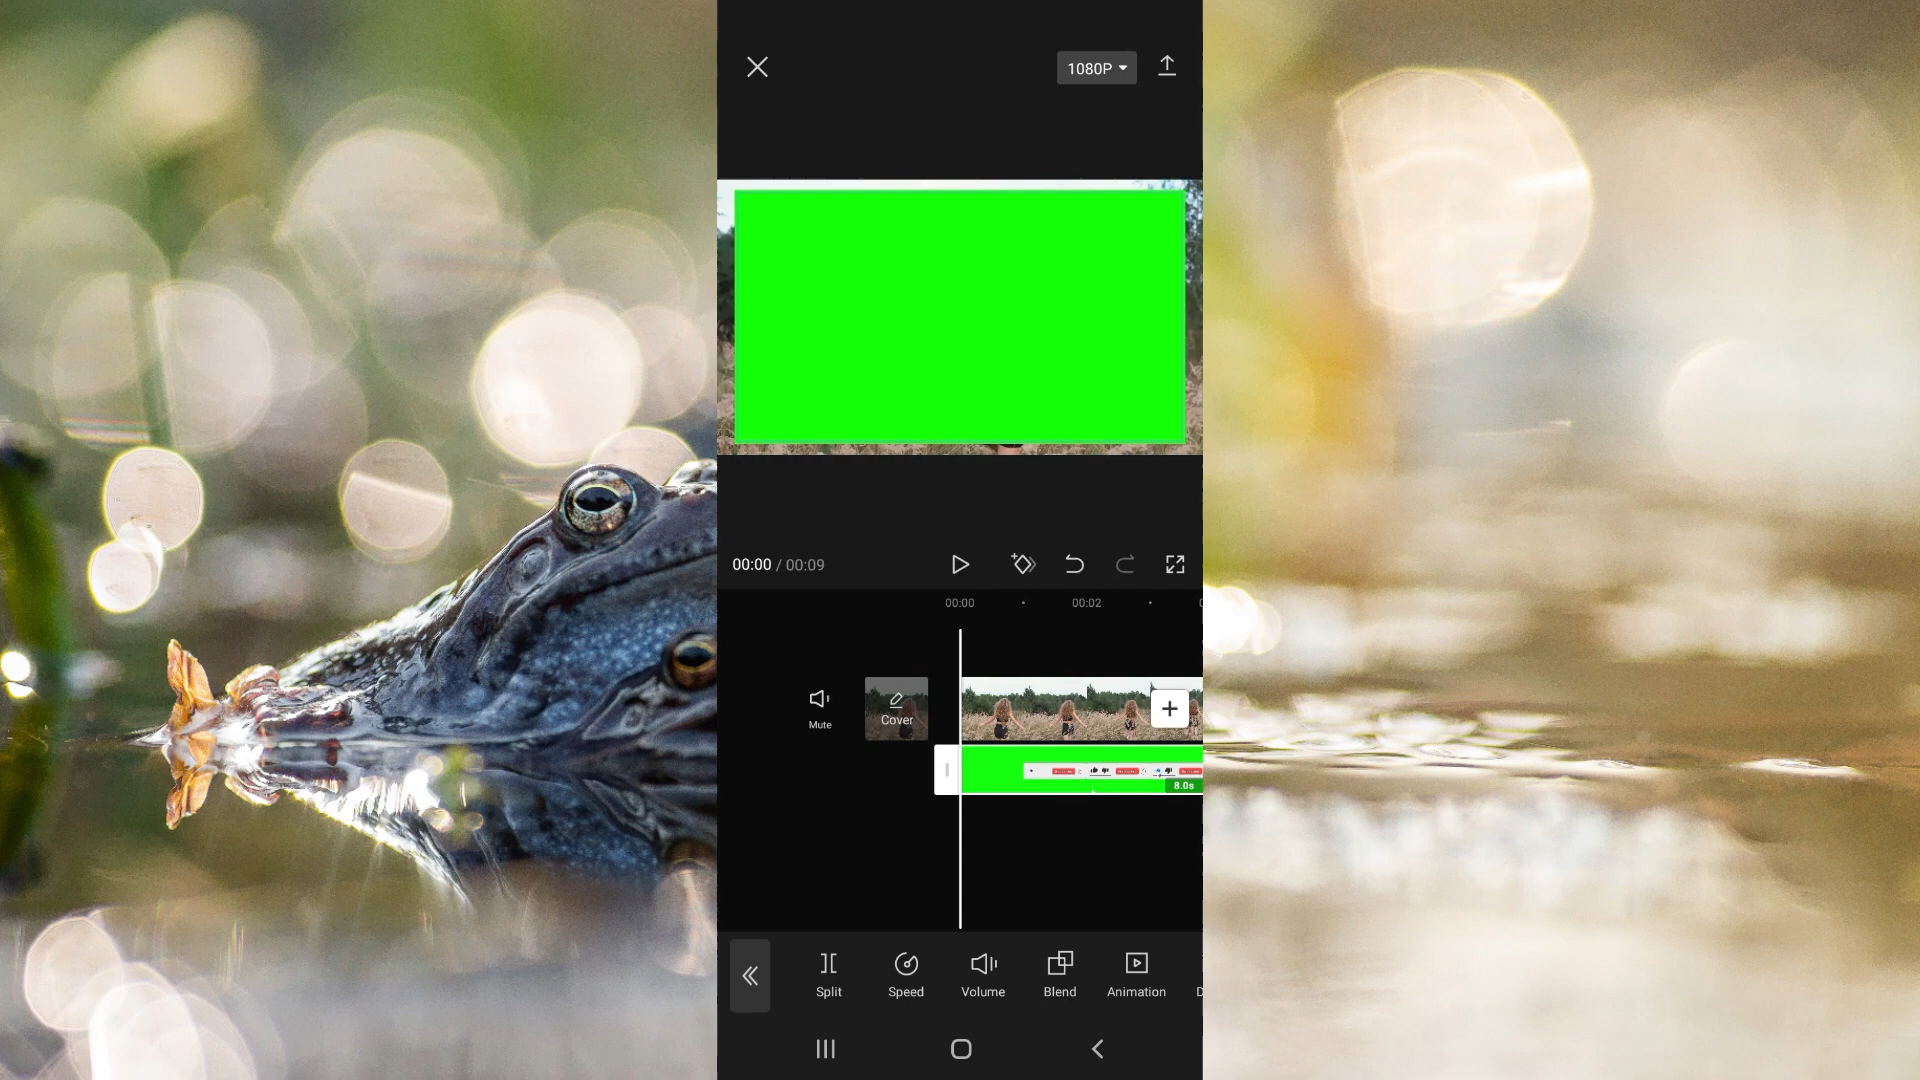 1080P
00:00 / 00:09
00:00
00:02
Mute
Cover
8.0s
Split
Speed
Volume
Blend
Animation